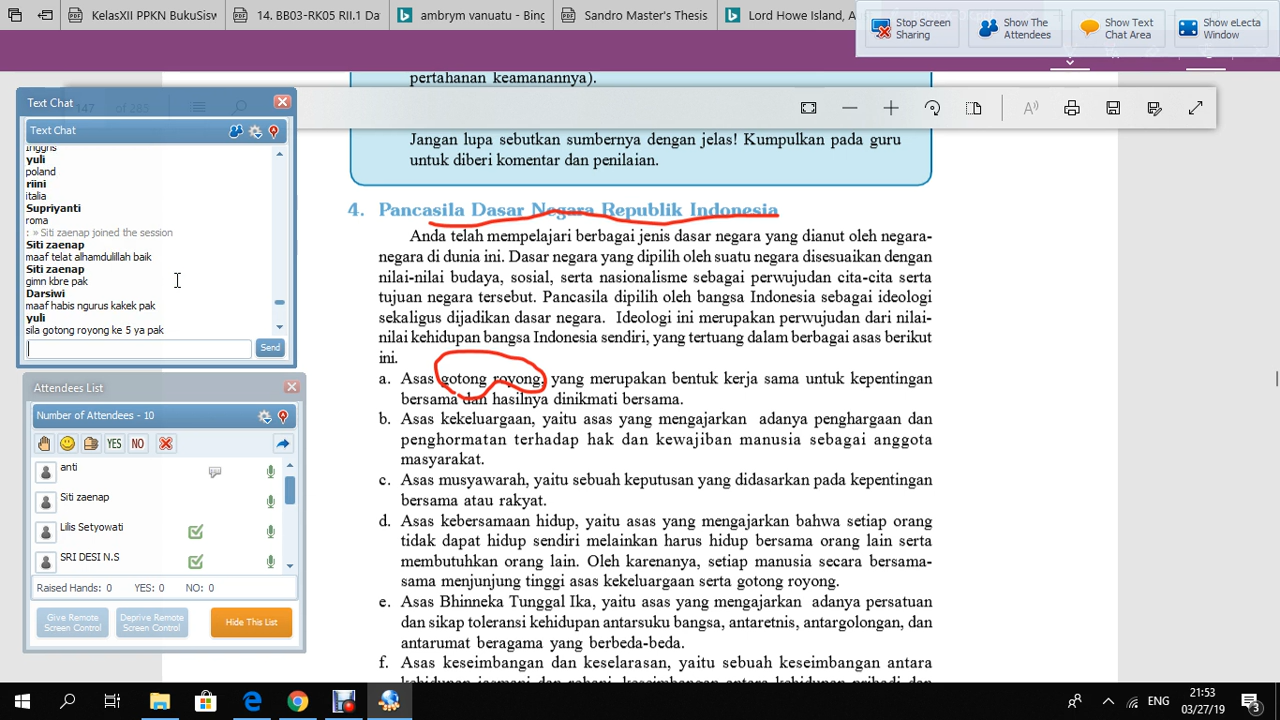 KelasXII PPKN BukuSisw
14. BB03-RK05 RII.1 Da
ambrym vanuatu - Bing
Sandro Master's Thesis
Lord Howe Island, A
Stop Screen Sharing
Show The Attendees
Show Text Chat Area
Show eLecta Window
pertahanan keamanannya).
147 of 285
Jangan lupa sebutkan sumbernya dengan jelas! Kumpulkan pada guru
untuk diberi komentar dan penilaian.
Text Chat
Text Chat
Inggris
yuli
poland
riini
italia
Supriyanti
roma
: » Siti zaenap joined the session
Siti zaenap
maaf telat alhamdulillah baik
Siti zaenap
gimn kbre pak
Darsiwi
maaf habis ngurus kakek pak
yuli
sila gotong royong ke 5 ya pak
Send
Attendees List
Number of Attendees - 10
YES NO
anti
Siti zaenap
Lilis Setyowati
SRI DESI N.S
Raised Hands: 0 YES: 0 NO: 0
Give Remote Screen Control
Deprive Remote Screen Control
Hide This List
4. Pancasila Dasar Negara Republik Indonesia
Anda telah mempelajari berbagai jenis dasar negara yang dianut oleh negara-
negara di dunia ini. Dasar negara yang dipilih oleh suatu negara disesuaikan dengan
nilai-nilai budaya, sosial, serta nasionalisme sebagai perwujudan cita-cita serta
tujuan negara tersebut. Pancasila dipilih oleh bangsa Indonesia sebagai ideologi
sekaligus dijadikan dasar negara. Ideologi ini merupakan perwujudan dari nilai-
nilai kehidupan bangsa Indonesia sendiri, yang tertuang dalam berbagai asas berikut
ini.
a. Asas gotong royong, yang merupakan bentuk kerja sama untuk kepentingan
bersama dan hasilnya dinikmati bersama.
b. Asas kekeluargaan, yaitu asas yang mengajarkan adanya penghargaan dan
penghormatan terhadap hak dan kewajiban manusia sebagai anggota
masyarakat.
c. Asas musyawarah, yaitu sebuah keputusan yang didasarkan pada kepentingan
bersama atau rakyat.
d. Asas kebersamaan hidup, yaitu asas yang mengajarkan bahwa setiap orang
tidak dapat hidup sendiri melainkan harus hidup bersama orang lain serta
membutuhkan orang lain. Oleh karenanya, setiap manusia secara bersama-
sama menjunjung tinggi asas kekeluargaan serta gotong royong.
e. Asas Bhinneka Tunggal Ika, yaitu asas yang mengajarkan adanya persatuan
dan sikap toleransi kehidupan antarsuku bangsa, antaretnis, antargolongan, dan
antarumat beragama yang berbeda-beda.
f. Asas keseimbangan dan keselarasan, yaitu sebuah keseimbangan antara
kehidupan jasmani dan rohani, keseimbangan antara kehidupan pribadi dan
ENG
21:53
03/27/19
3